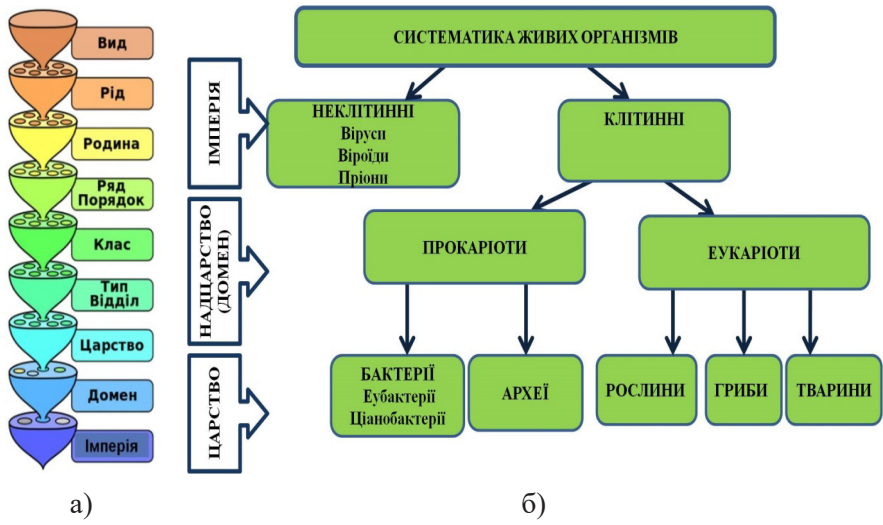 Вид
Рід
Родина
Ряд
Порядок
Клас
Тип
Відділ
Царство
Домен
Імперія
а)
ІМПЕРІЯ
НАДЦАРСТВО
(ДОМЕН)
ЦАРСТВО
СИСТЕМАТИКА ЖИВИХ ОРГАНІЗМІВ
НЕКЛІТИННІ
Віруси
Віроїди
Пріони
КЛІТИННІ
ПРОКАРІОТИ
ЕУКАРІОТИ
БАКТЕРІЇ
Еубактерії
Ціанобактерії
АРХЕЇ
РОСЛИНИ
ГРИБИ
ТВАРИНИ
б)